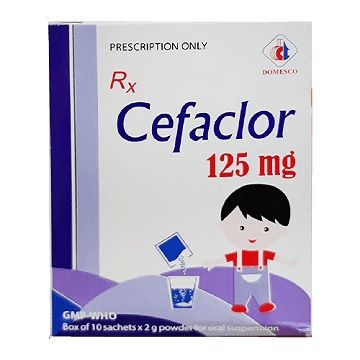 PRESCRIPTION ONLY
DOMESCO
Rx
Cefaclor
125 mg
GMP-WHO
Box of 10 sachets x 2 g powder for oral suspension